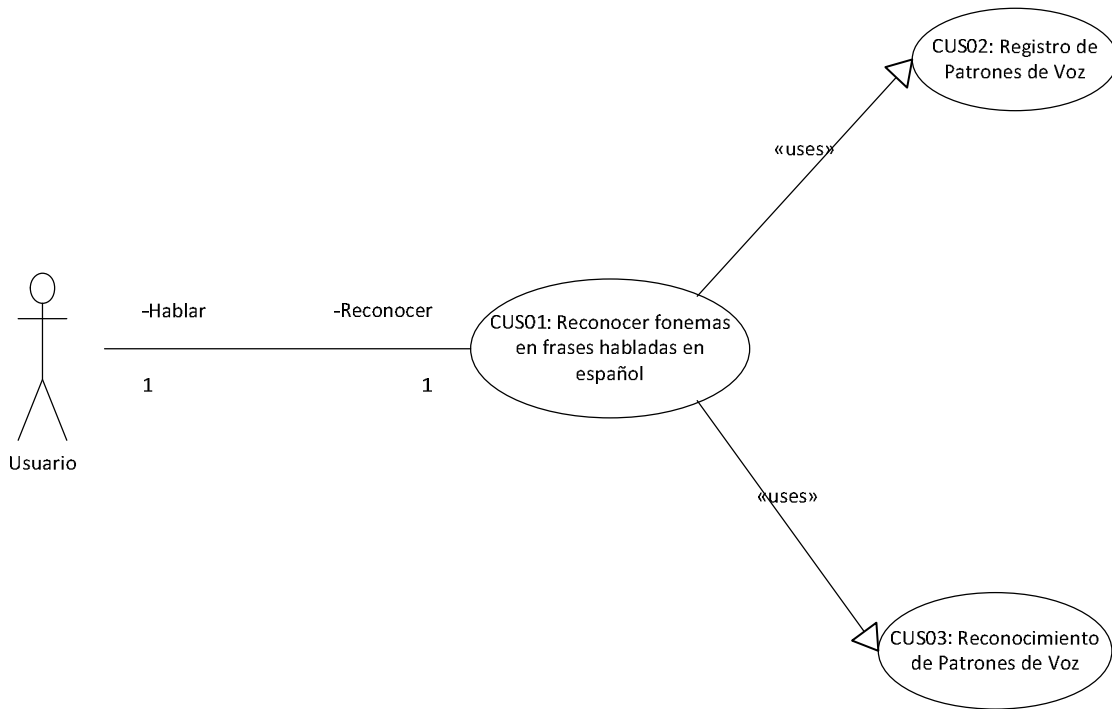 CUS02: Registro de
Patrones de Voz
«uses»
-Hablar
-Reconocer
CUS01: Reconocer fonemas
en frases habladas en
español
1
1
Usuario
«uses»
CUS03: Reconocimiento
de Patrones de Voz